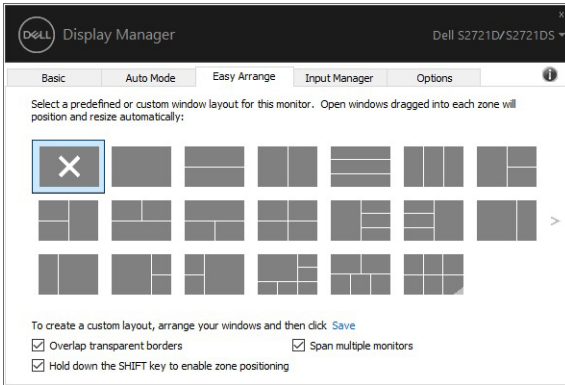 DELL Display Manager
Dell S2721D/S2721DS
Basic Auto Mode Easy Arrange Input Manager Options
Select a predefined or custom window layout for this monitor. Open windows dragged into each zone will
position and resize automatically:
To create a custom layout, arrange your windows and then click Save
Overlap transparent borders Span multiple monitors
Hold down the SHIFT key to enable zone positioning